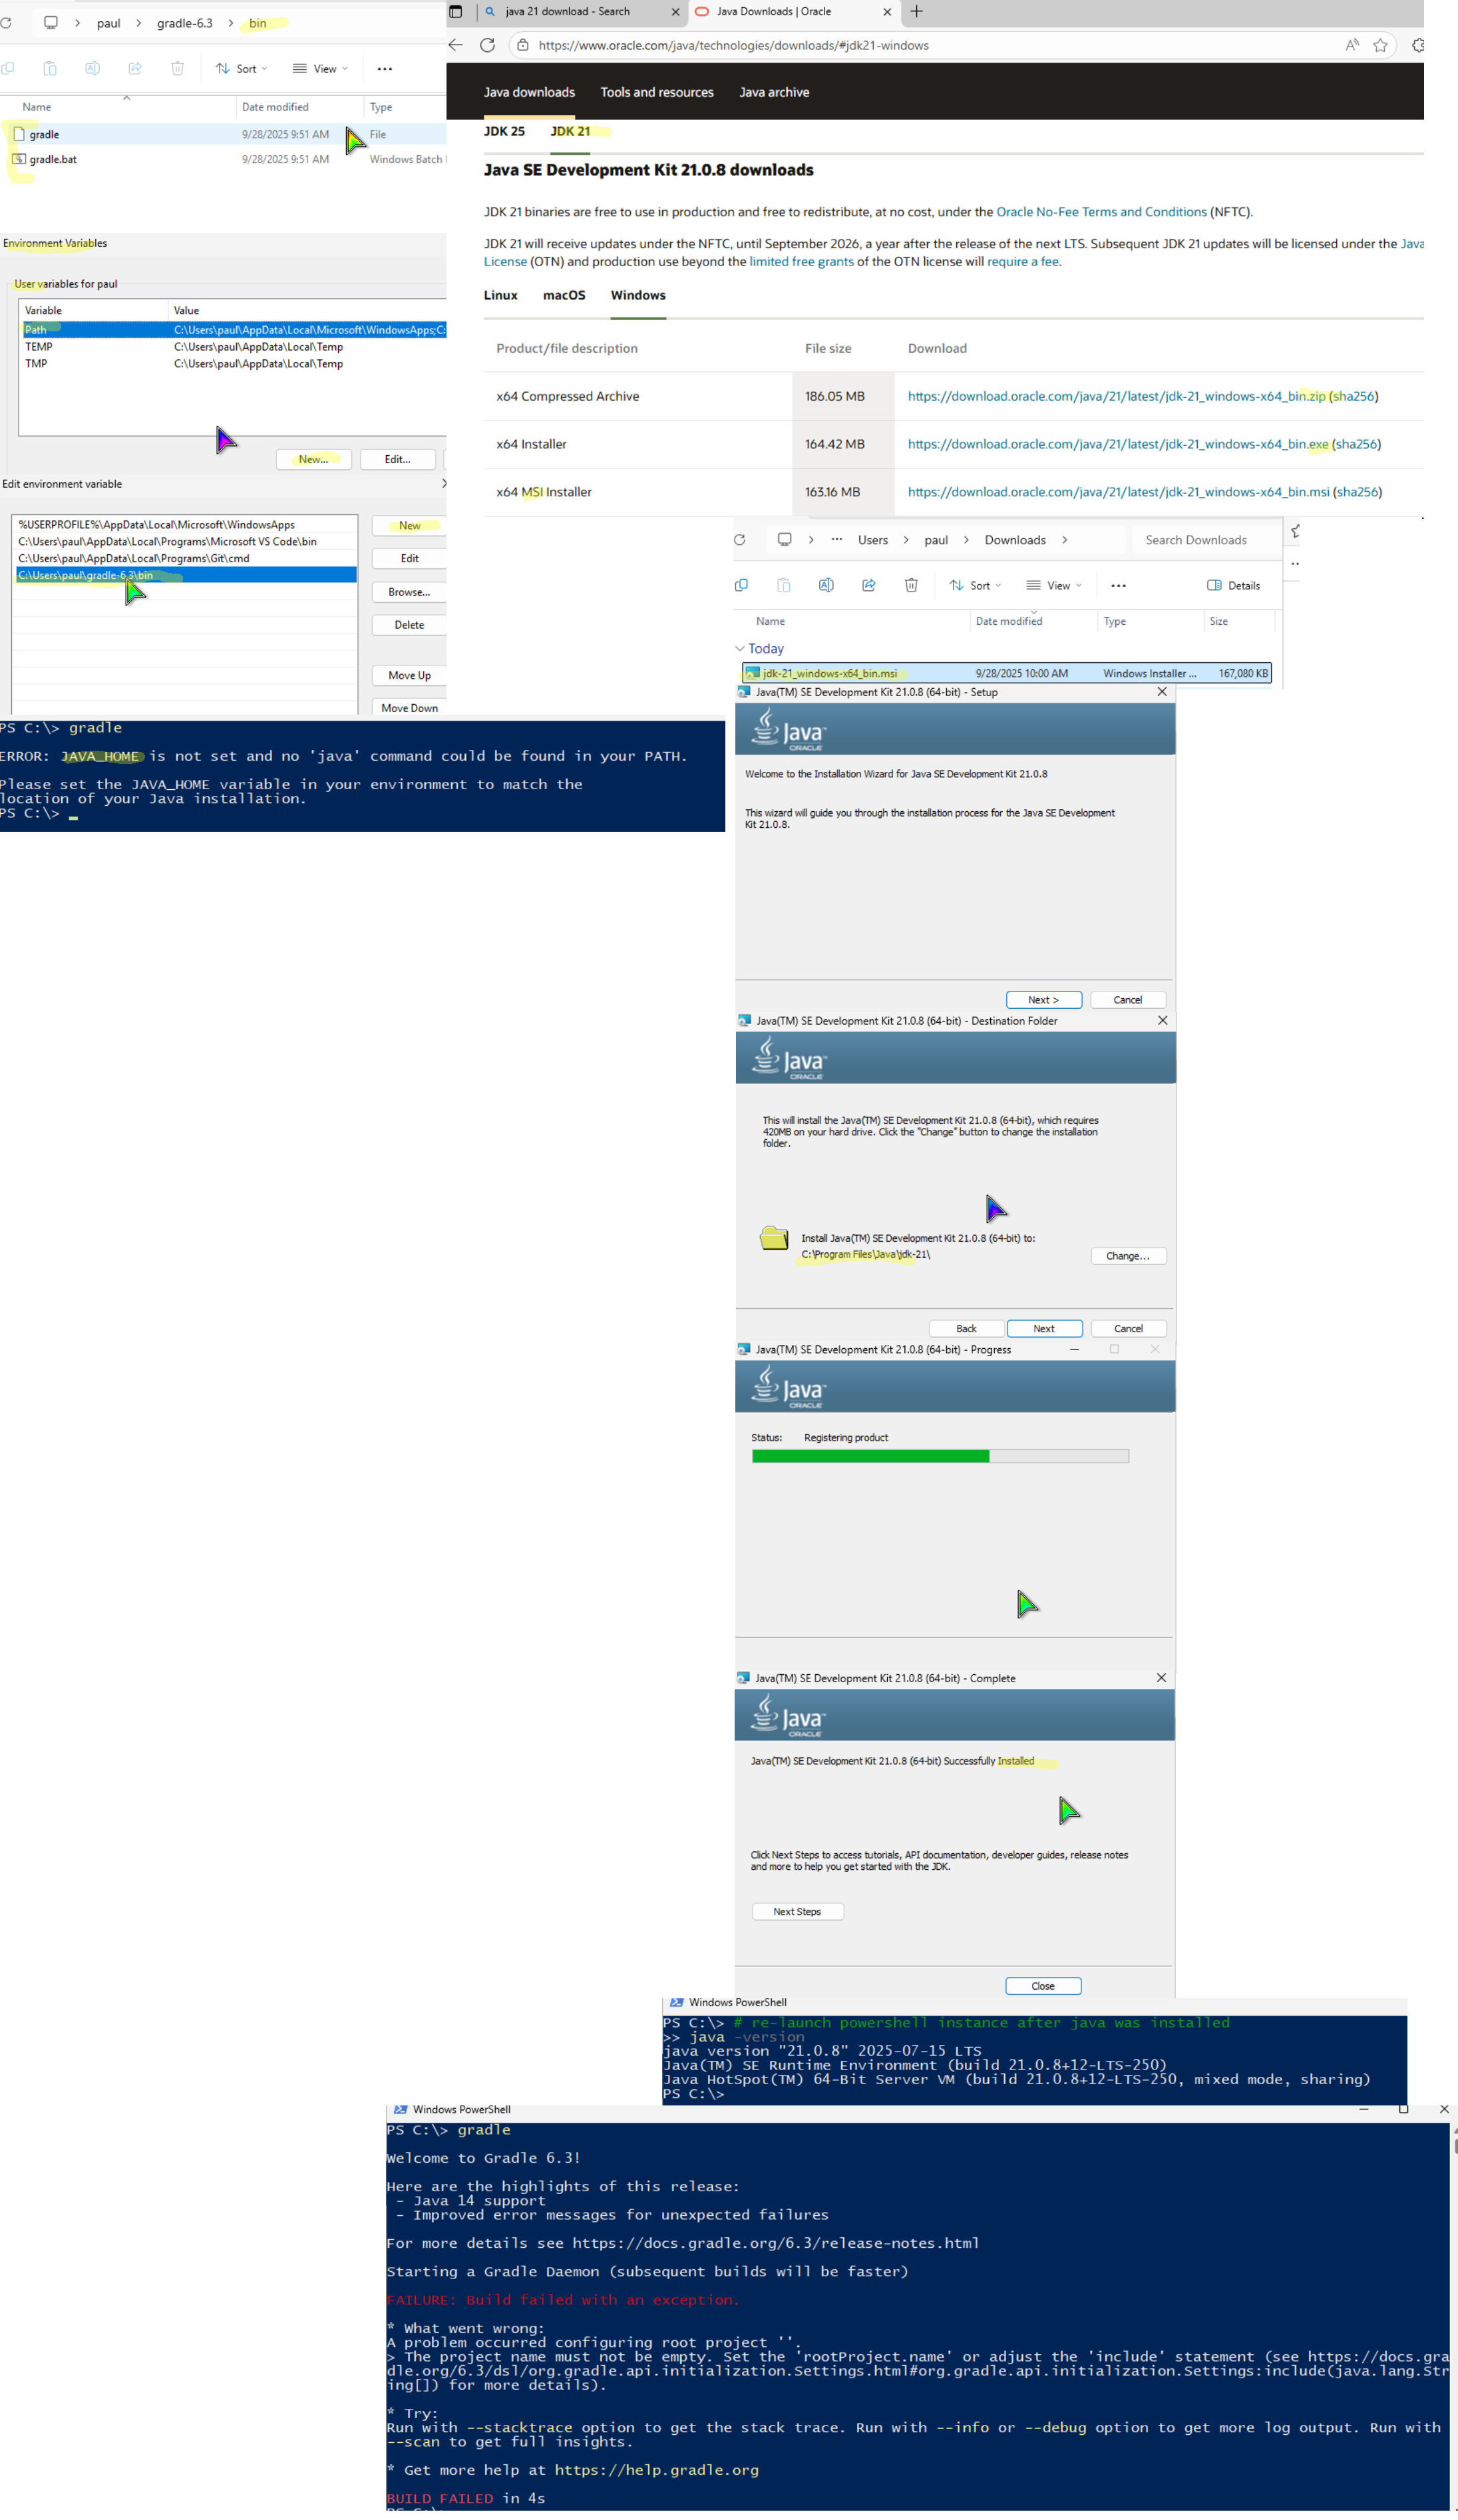 paul > gradle-6.3 > bin
Sort View ...
Name Date modified Type
gradle 9/28/2025 9:51 AM File
gradle.bat 9/28/2025 9:51 AM Windows Batch
Environment Variables
User variables for paul
Variable Value
Path C:\Users\paul\AppData\Local\Microsoft\WindowsApps;C:
TEMP C:\Users\paul\AppData\Local\Temp
TMP C:\Users\paul\AppData\Local\Temp
New... Edit...
Edit environment variable
%USERPROFILE%\AppData\Local\Microsoft\WindowsApps
C:\Users\paul\AppData\Local\Programs\Microsoft VS Code\bin
C:\Users\paul\AppData\Local\Programs\Git\cmd
C:\Users\paul\gradle-6.3\bin
New
Edit
Browse...
Delete
Move Up
Move Down
PS C:\> gradle
ERROR: JAVA_HOME is not set and no 'java' command could be found in your PATH.
Please set the JAVA_HOME variable in your environment to match the
location of your Java installation.
PS C:\> _
java 21 download - Search Java Downloads | Oracle
https://www.oracle.com/java/technologies/downloads/#jdk21-windows
Java downloads Tools and resources Java archive
JDK 25 JDK 21
Java SE Development Kit 21.0.8 downloads
JDK 21 binaries are free to use in production and free to redistribute, at no cost, under the Oracle No-Fee Terms and Conditions (NFTC).
JDK 21 will receive updates under the NFTC, until September 2026, a year after the release of the next LTS. Subsequent JDK 21 updates will be licensed under the Java
License (OTN) and production use beyond the limited free grants of the OTN license will require a fee.
Linux macOS Windows
Product/file description File size Download
x64 Compressed Archive 186.05 MB https://download.oracle.com/java/21/latest/jdk-21_windows-x64_bin.zip (sha256)
x64 Installer 164.42 MB https://download.oracle.com/java/21/latest/jdk-21_windows-x64_bin.exe (sha256)
x64 MSI Installer 163.16 MB https://download.oracle.com/java/21/latest/jdk-21_windows-x64_bin.msi (sha256)
... Users > paul > Downloads > Search Downloads
Sort View ... Details
Name Date modified Type Size
Today
jdk-21_windows-x64_bin.msi 9/28/2025 10:00 AM Windows Installer ... 167,080 KB
Java(TM) SE Development Kit 21.0.8 (64-bit) - Setup
Java
ORACLE
Welcome to the Installation Wizard for Java SE Development Kit 21.0.8
This wizard will guide you through the installation process for the Java SE Development
Kit 21.0.8.
Next > Cancel
Java(TM) SE Development Kit 21.0.8 (64-bit) - Destination Folder
Java
ORACLE
This will install the Java(TM) SE Development Kit 21.0.8 (64-bit), which requires
420MB on your hard drive. Click the "Change" button to change the installation
folder.
Install Java(TM) SE Development Kit 21.0.8 (64-bit) to:
C:\Program Files\Java\jdk-21\
Change...
Back Next Cancel
Java(TM) SE Development Kit 21.0.8 (64-bit) - Progress
Java
ORACLE
Status: Registering product
Java(TM) SE Development Kit 21.0.8 (64-bit) - Complete
Java
ORACLE
Java(TM) SE Development Kit 21.0.8 (64-bit) Successfully Installed
Click Next Steps to access tutorials, API documentation, developer guides, release notes
and more to help you get started with the JDK.
Next Steps
Close
Windows PowerShell
PS C:\> # re-launch powershell instance after java was installed
>> java -version
java version "21.0.8" 2025-07-15 LTS
Java(TM) SE Runtime Environment (build 21.0.8+12-LTS-250)
Java HotSpot(TM) 64-Bit Server VM (build 21.0.8+12-LTS-250, mixed mode, sharing)
PS C:\>
Windows PowerShell
PS C:\> gradle
Welcome to Gradle 6.3!
Here are the highlights of this release:
- Java 14 support
- Improved error messages for unexpected failures
For more details see https://docs.gradle.org/6.3/release-notes.html
Starting a Gradle Daemon (subsequent builds will be faster)
FAILURE: Build failed with an exception.
* What went wrong:
A problem occurred configuring root project ''.
> The project name must not be empty. Set the 'rootProject.name' or adjust the 'include' statement (see https://docs.gra
dle.org/6.3/dsl/org.gradle.api.initialization.Settings.html#org.gradle.api.initialization.Settings:include(java.lang.Str
ing[]) for more details).
* Try:
Run with --stacktrace option to get the stack trace. Run with --info or --debug option to get more log output. Run with
--scan to get full insights.
* Get more help at https://help.gradle.org
BUILD FAILED in 4s